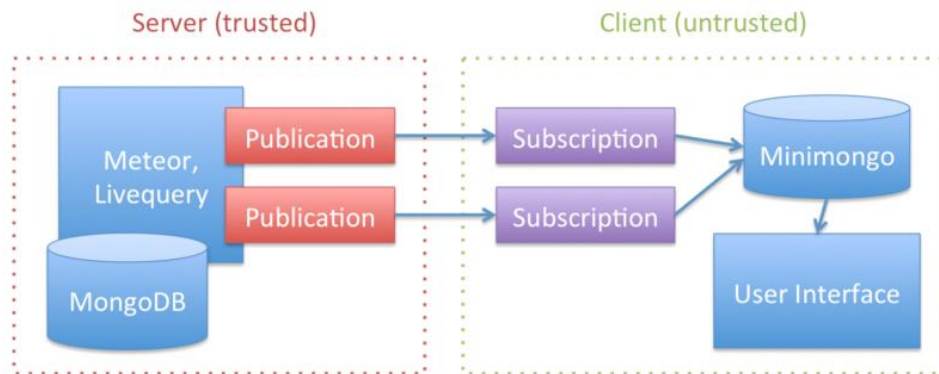 Server (trusted)
Client (untrusted)
Meteor,
Livequery
MongoDB
Publication
Publication
Subscription
Subscription
Minimongo
User Interface